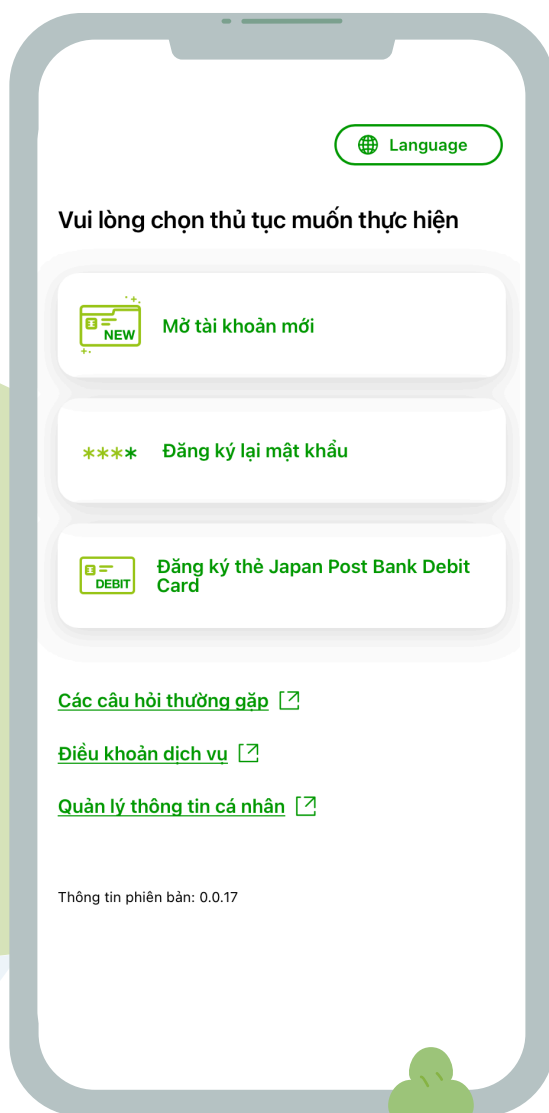 Language
Vui lòng chọn thủ tục muốn thực hiện
NEW
Mở tài khoản mới
****
Đăng ký lại mật khẩu
DEBIT
Đăng ký thẻ Japan Post Bank Debit
Card
Các câu hỏi thường gặp
Điều khoản dịch vụ
Quản lý thông tin cá nhân
Thông tin phiên bản: 0.0.17